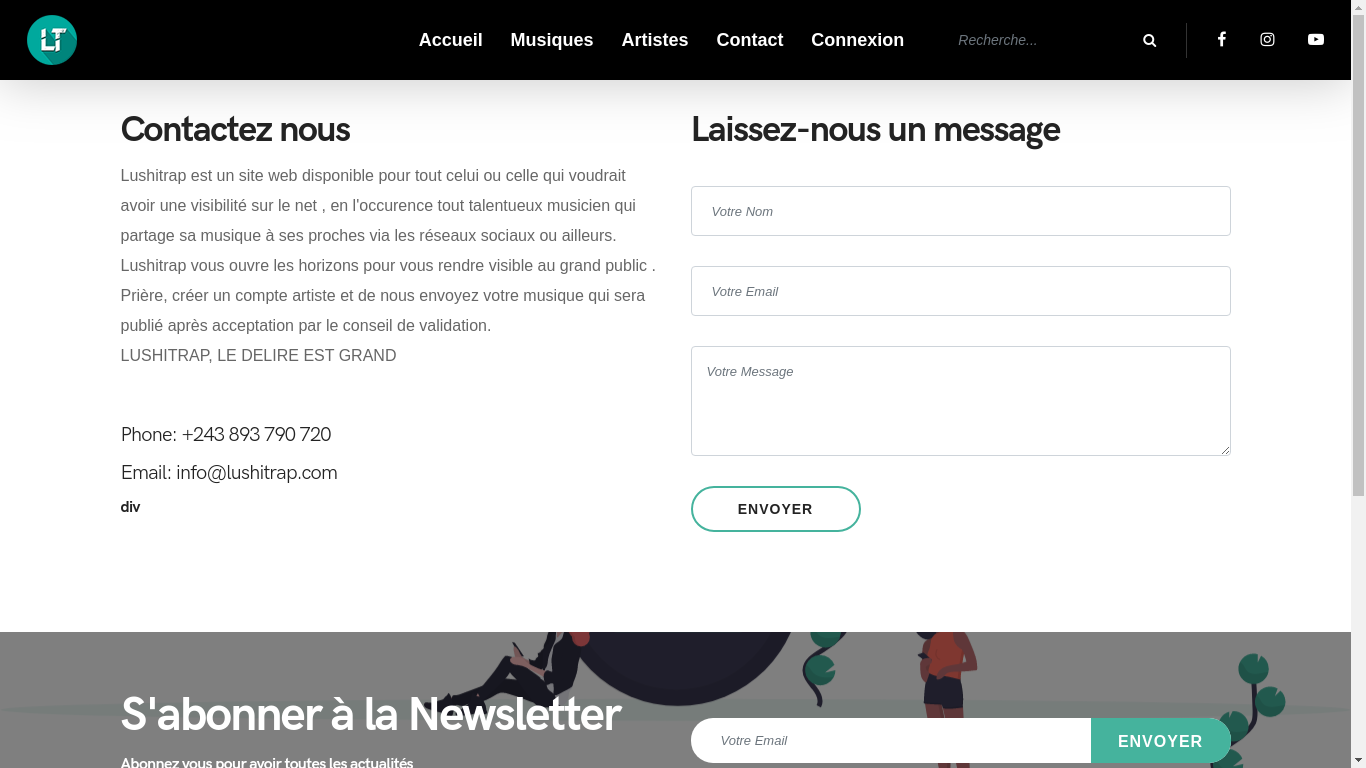 LT
Accueil Musiques Artistes Contact Connexion Recherche...
Contactez nous
Lushitrap est un site web disponible pour tout celui ou celle qui voudrait
avoir une visibilité sur le net , en l'occurence tout talentueux musicien qui
partage sa musique à ses proches via les réseaux sociaux ou ailleurs.
Lushitrap vous ouvre les horizons pour vous rendre visible au grand public .
Prière, créer un compte artiste et de nous envoyez votre musique qui sera
publié après acceptation par le conseil de validation.
LUSHITRAP, LE DELIRE EST GRAND
Phone: +243 893 790 720
Email: info@lushitrap.com
div
Laissez-nous un message
Votre Nom
Votre Email
Votre Message
ENVOYER
S'abonner à la Newsletter
Abonnez vous pour avoir toutes les actualités
Votre Email
ENVOYER